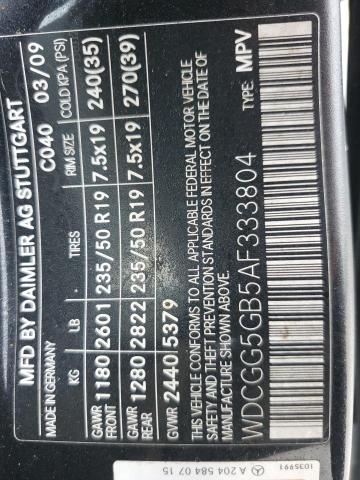 MFD BY DAIMLER AG STUTTGART
MADE IN GERMANY C040 03/09
KG LB TIRES RIM SIZE COLD KPA (PSI)
GAWR FRONT 1180 2601 235/50 R19 7.5x19 240(35)
GAWR REAR 1280 2822 235/50 R19 7.5x19 270(39)
GVWR 2440 5379
THIS VEHICLE CONFORMS TO ALL APPLICABLE FEDERAL MOTOR VEHICLE
SAFETY AND THEFT PREVENTION STANDARDS IN EFFECT ON THE DATE OF
MANUFACTURE SHOWN ABOVE.
WDCGG5GB5AF333804 TYPE: MPV
A 204 584 07 15
1035991